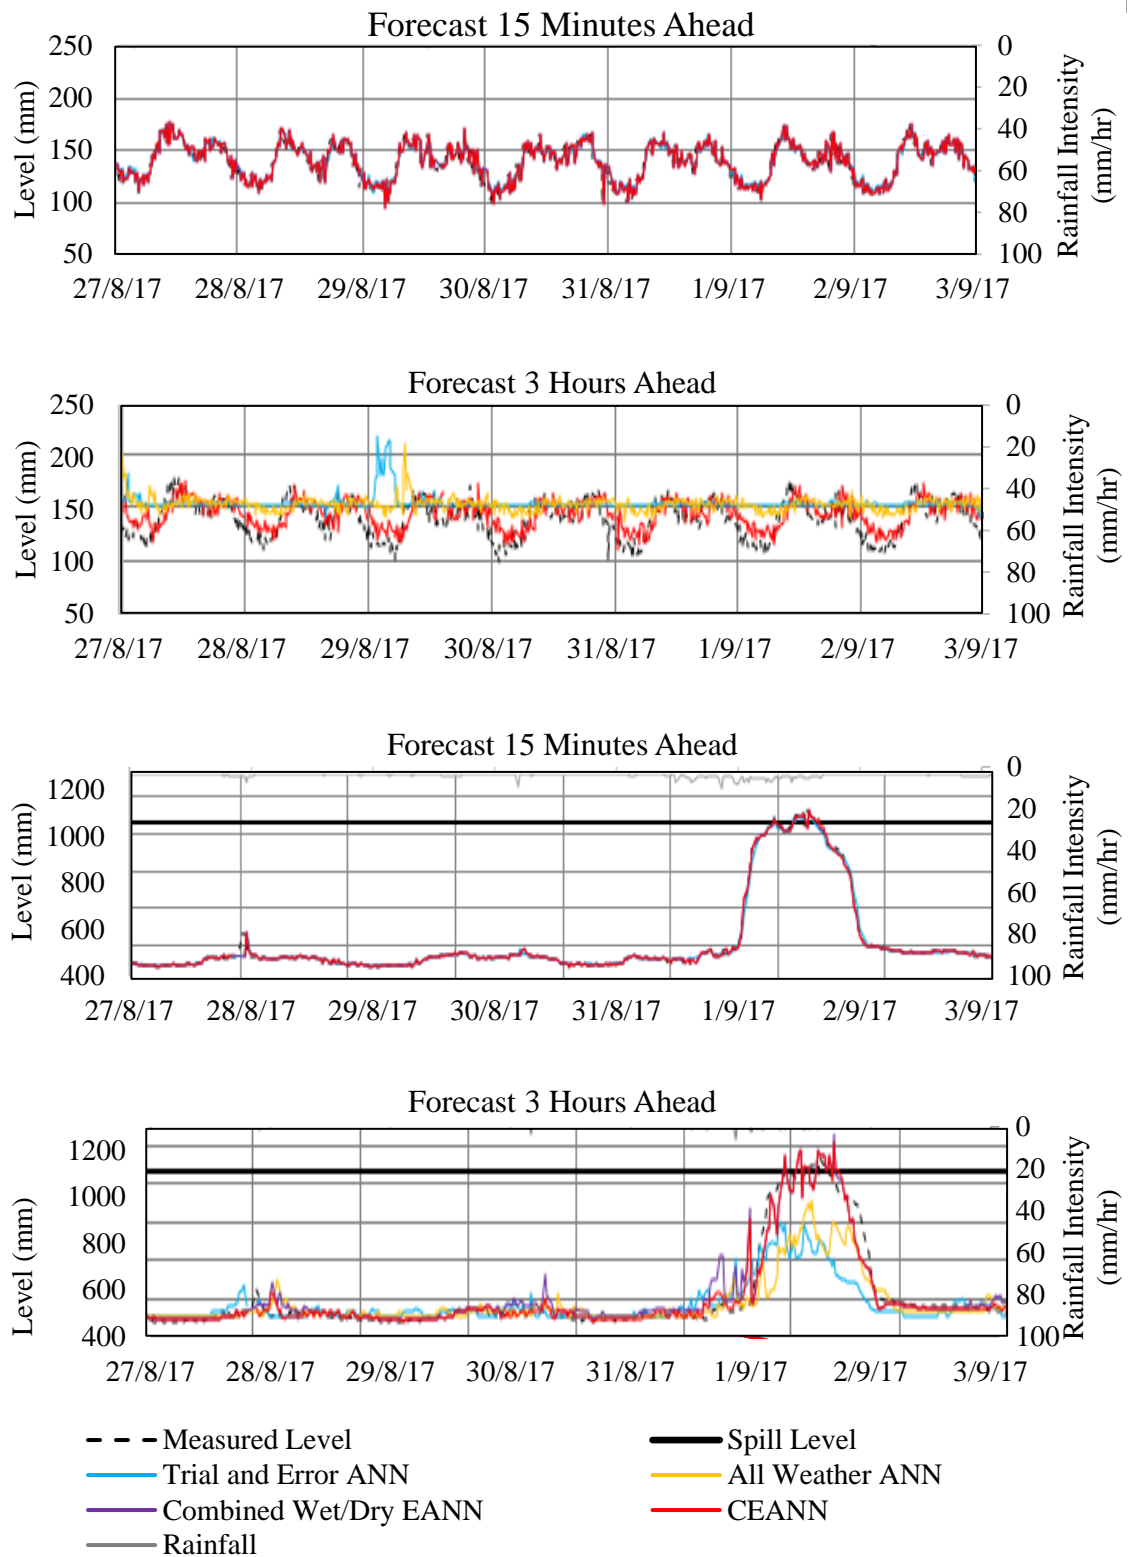 Forecast 15 Minutes Ahead
Level (mm)
250
200
150
100
50
0
20
40
60
80
100
Rainfall Intensity
(mm/hr)
27/8/17 28/8/17 29/8/17 30/8/17 31/8/17 1/9/17 2/9/17 3/9/17
Forecast 3 Hours Ahead
Level (mm)
250
200
150
100
50
0
20
40
60
80
100
Rainfall Intensity
(mm/hr)
27/8/17 28/8/17 29/8/17 30/8/17 31/8/17 1/9/17 2/9/17 3/9/17
Forecast 15 Minutes Ahead
Level (mm)
1200
1000
800
600
400
0
20
40
60
80
100
Rainfall Intensity
(mm/hr)
27/8/17 28/8/17 29/8/17 30/8/17 31/8/17 1/9/17 2/9/17 3/9/17
Forecast 3 Hours Ahead
Level (mm)
1200
1000
800
600
400
0
20
40
60
80
100
Rainfall Intensity
(mm/hr)
27/8/17 28/8/17 29/8/17 30/8/17 31/8/17 1/9/17 2/9/17 3/9/17
Measured Level
Spill Level
Trial and Error ANN
All Weather ANN
Combined Wet/Dry EANN
CEANN
Rainfall